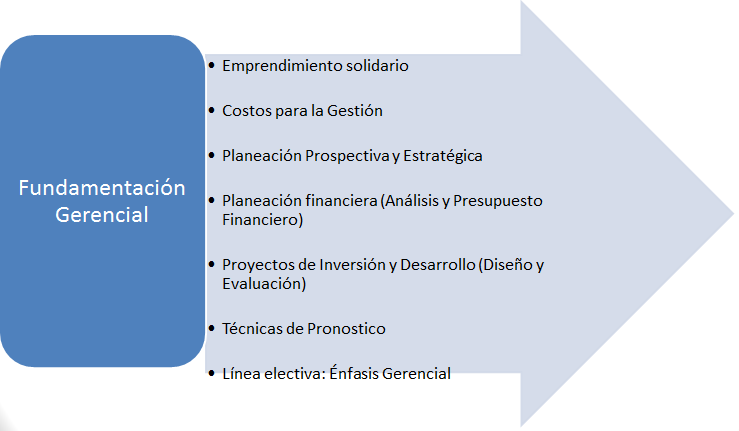 Fundamentación
Gerencial
• Emprendimiento solidario
• Costos para la Gestión
• Planeación Prospectiva y Estratégica
• Planeación financiera (Análisis y Presupuesto
Financiero)
• Proyectos de Inversión y Desarrollo (Diseño y
Evaluación)
• Técnicas de Pronostico
• Línea electiva: Énfasis Gerencial